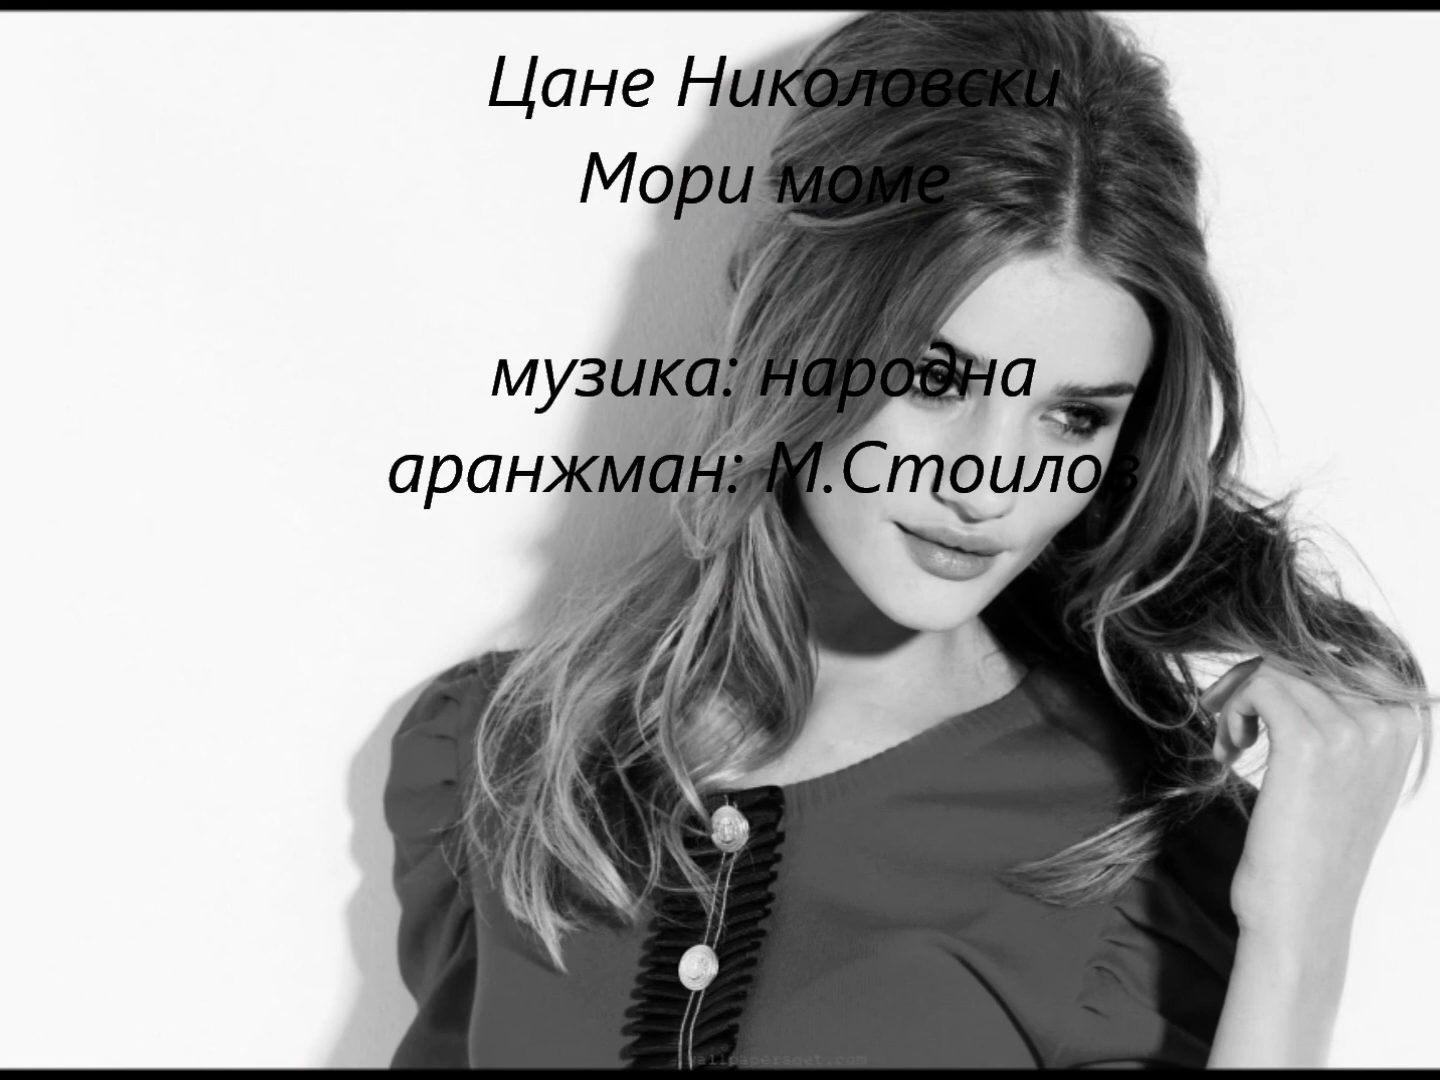 Цане Николовски
Мори моме
музика: народна
аранжман: М.Стоилов